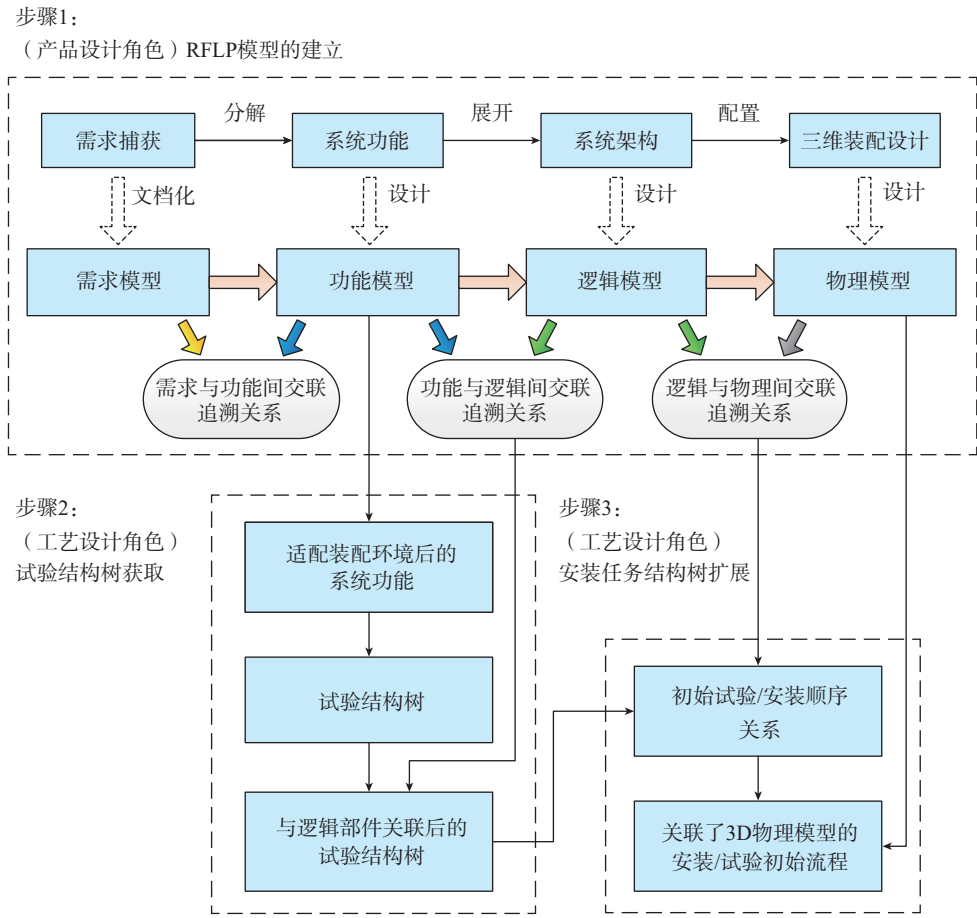 步骤1：
（产品设计角色）RFLP模型的建立
分解
展开
配置
需求捕获
系统功能
系统架构
三维装配设计
文档化
设计
设计
设计
需求模型
功能模型
逻辑模型
物理模型
需求与功能间交联
追溯关系
功能与逻辑间交联
追溯关系
逻辑与物理间交联
追溯关系
步骤2：
（工艺设计角色）
试验结构树获取
适配装配环境后的
系统功能
试验结构树
与逻辑部件关联后的
试验结构树
步骤3：
（工艺设计角色）
安装任务结构树扩展
初始试验/安装顺序
关系
关联了3D物理模型的
安装/试验初始流程